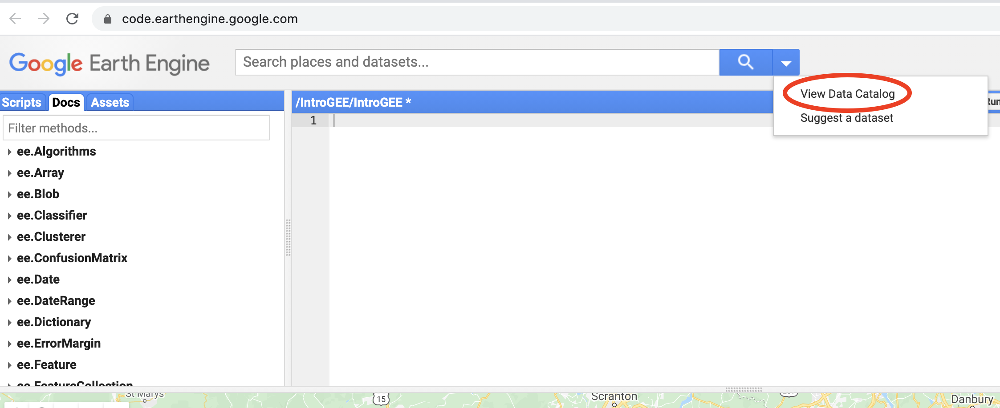 code.earthengine.google.com
Google Earth Engine
Search places and datasets...
View Data Catalog
Suggest a dataset
Scripts Docs Assets
/IntroGEE/IntroGEE *
Run
Filter methods...
1
ee.Algorithms
ee.Array
ee.Blob
ee.Classifier
ee.Clusterer
ee.ConfusionMatrix
ee.Date
ee.DateRange
ee.Dictionary
ee.ErrorMargin
ee.Feature
ee.FeatureCollection
St Marys
15
Scranton
Danbury